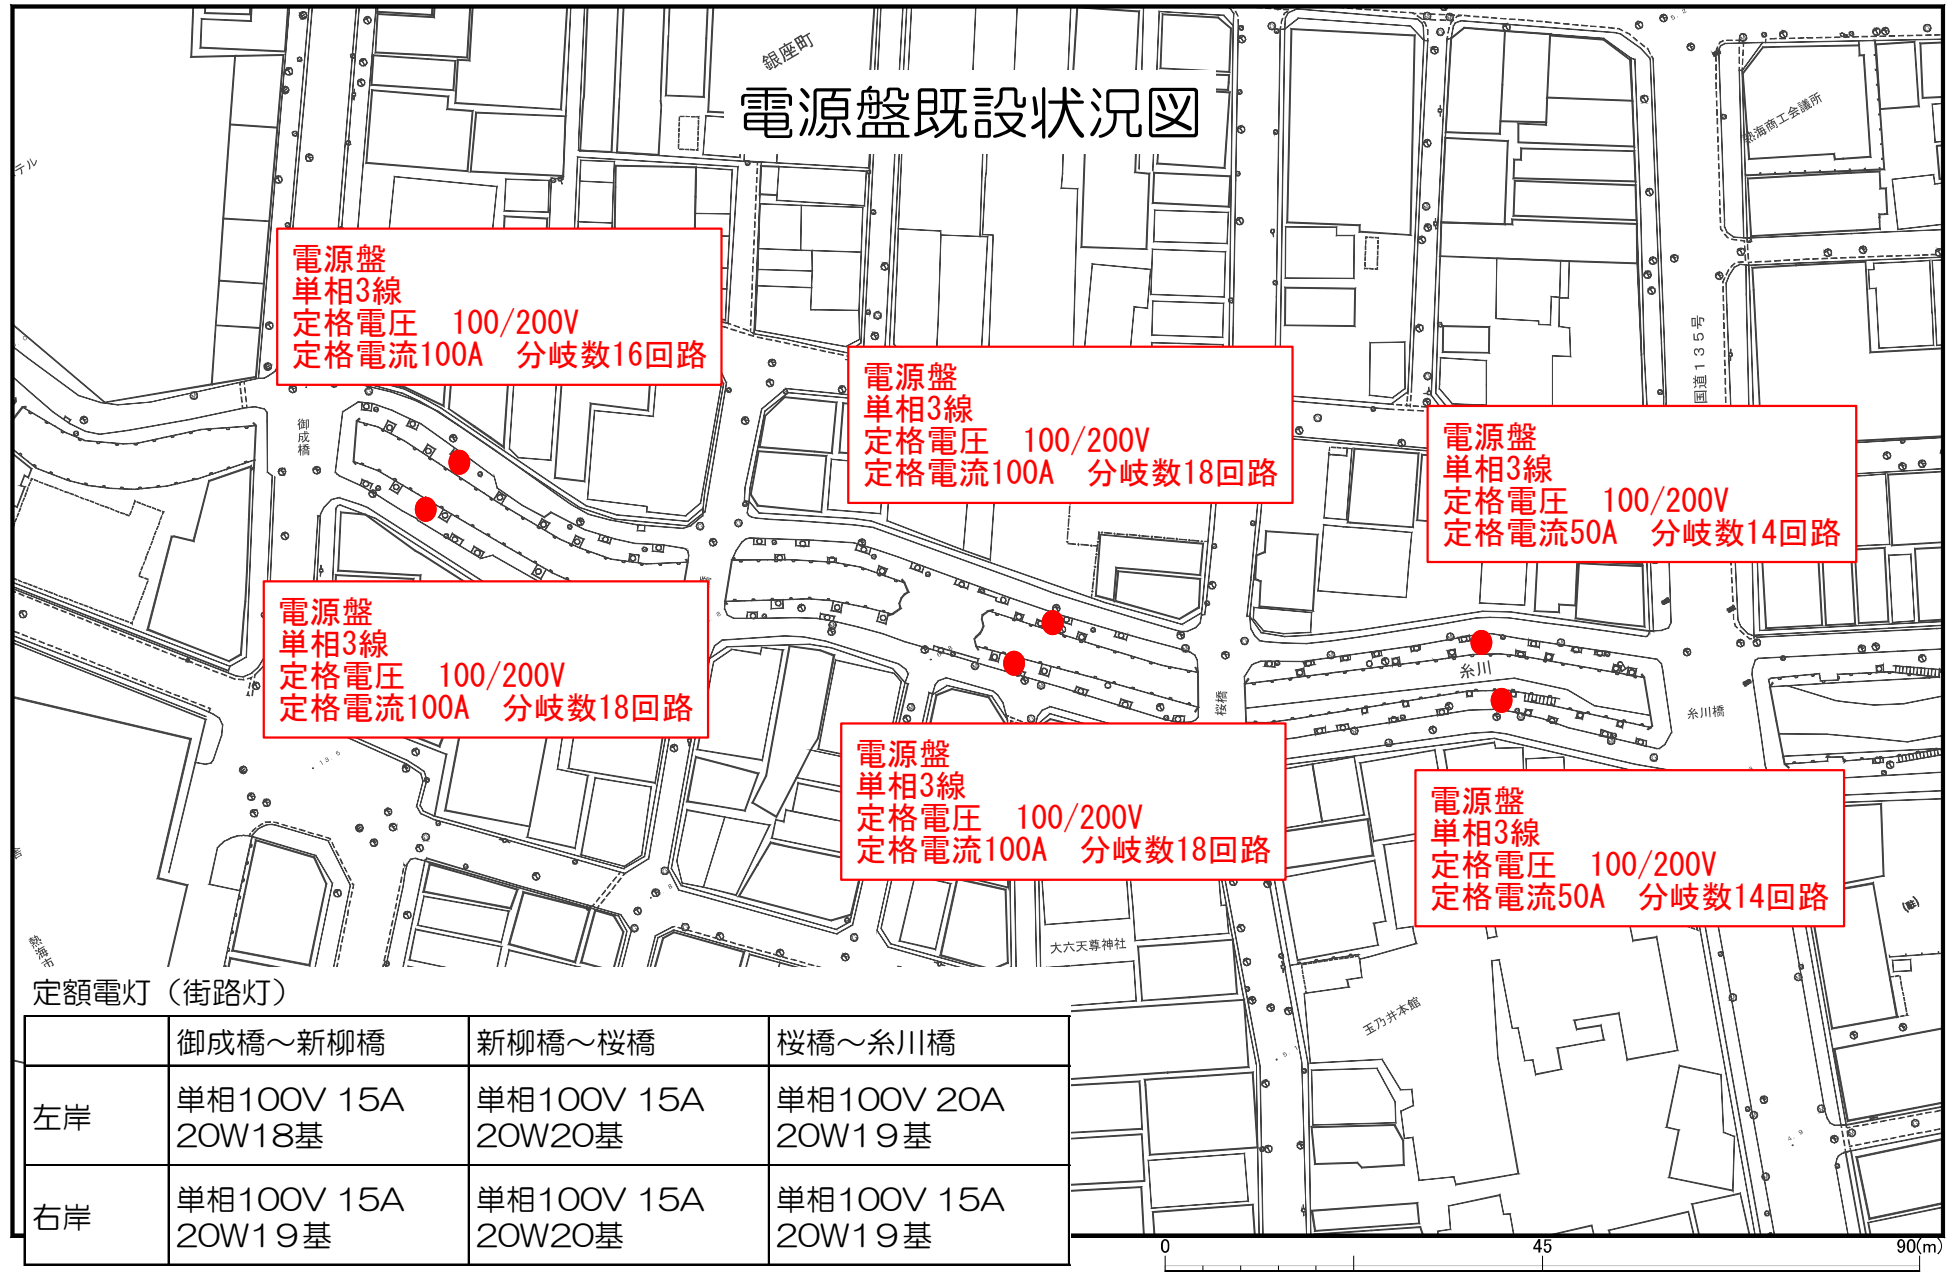 銀座町
電源盤既設状況図
熱海商工会議所
テル
電源盤
単相3線
定格電圧　100/200V
定格電流100A　分岐数16回路
電源盤
単相3線
定格電圧　100/200V
定格電流100A　分岐数18回路
国道135号
電源盤
単相3線
定格電圧　100/200V
定格電流50A　分岐数14回路
御成橋
電源盤
単相3線
定格電圧　100/200V
定格電流100A　分岐数18回路
糸川
桜橋
糸川橋
電源盤
単相3線
定格電圧　100/200V
定格電流100A　分岐数18回路
電源盤
単相3線
定格電圧　100/200V
定格電流50A　分岐数14回路
熱海市
大六天尊神社
玉乃井本館
定額電灯（街路灯）
御成橋～新柳橋　新柳橋～桜橋　桜橋～糸川橋
左岸
単相100V 15A
20W18基
単相100V 15A
20W20基
単相100V 20A
20W19基
右岸
単相100V 15A
20W19基
単相100V 15A
20W20基
単相100V 15A
20W19基
0 45 90(m)